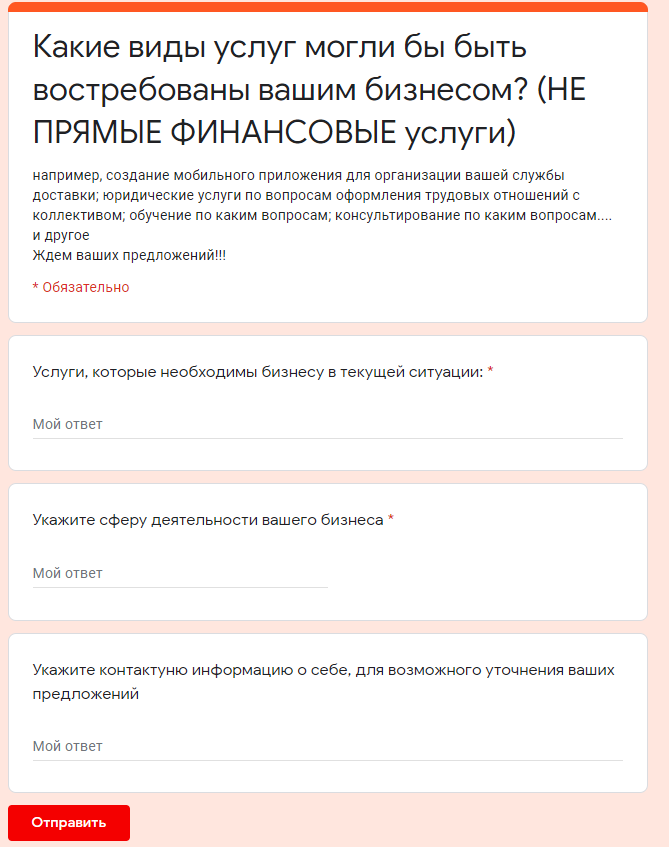 Какие виды услуг могли бы быть
востребованы вашим бизнесом? (НЕ
ПРЯМЫЕ ФИНАНСОВЫЕ услуги)
например, создание мобильного приложения для организации вашей службы
доставки; юридические услуги по вопросам оформления трудовых отношений с
коллективом; обучение по каким вопросам; консультирование по каким вопросам....
и другое
Ждем ваших предложений!!!
* Обязательно
Услуги, которые необходимы бизнесу в текущей ситуации: *
Мой ответ
Укажите сферу деятельности вашего бизнеса *
Мой ответ
Укажите контактуню информацию о себе, для возможного уточнения ваших
предложений
Мой ответ
Отправить